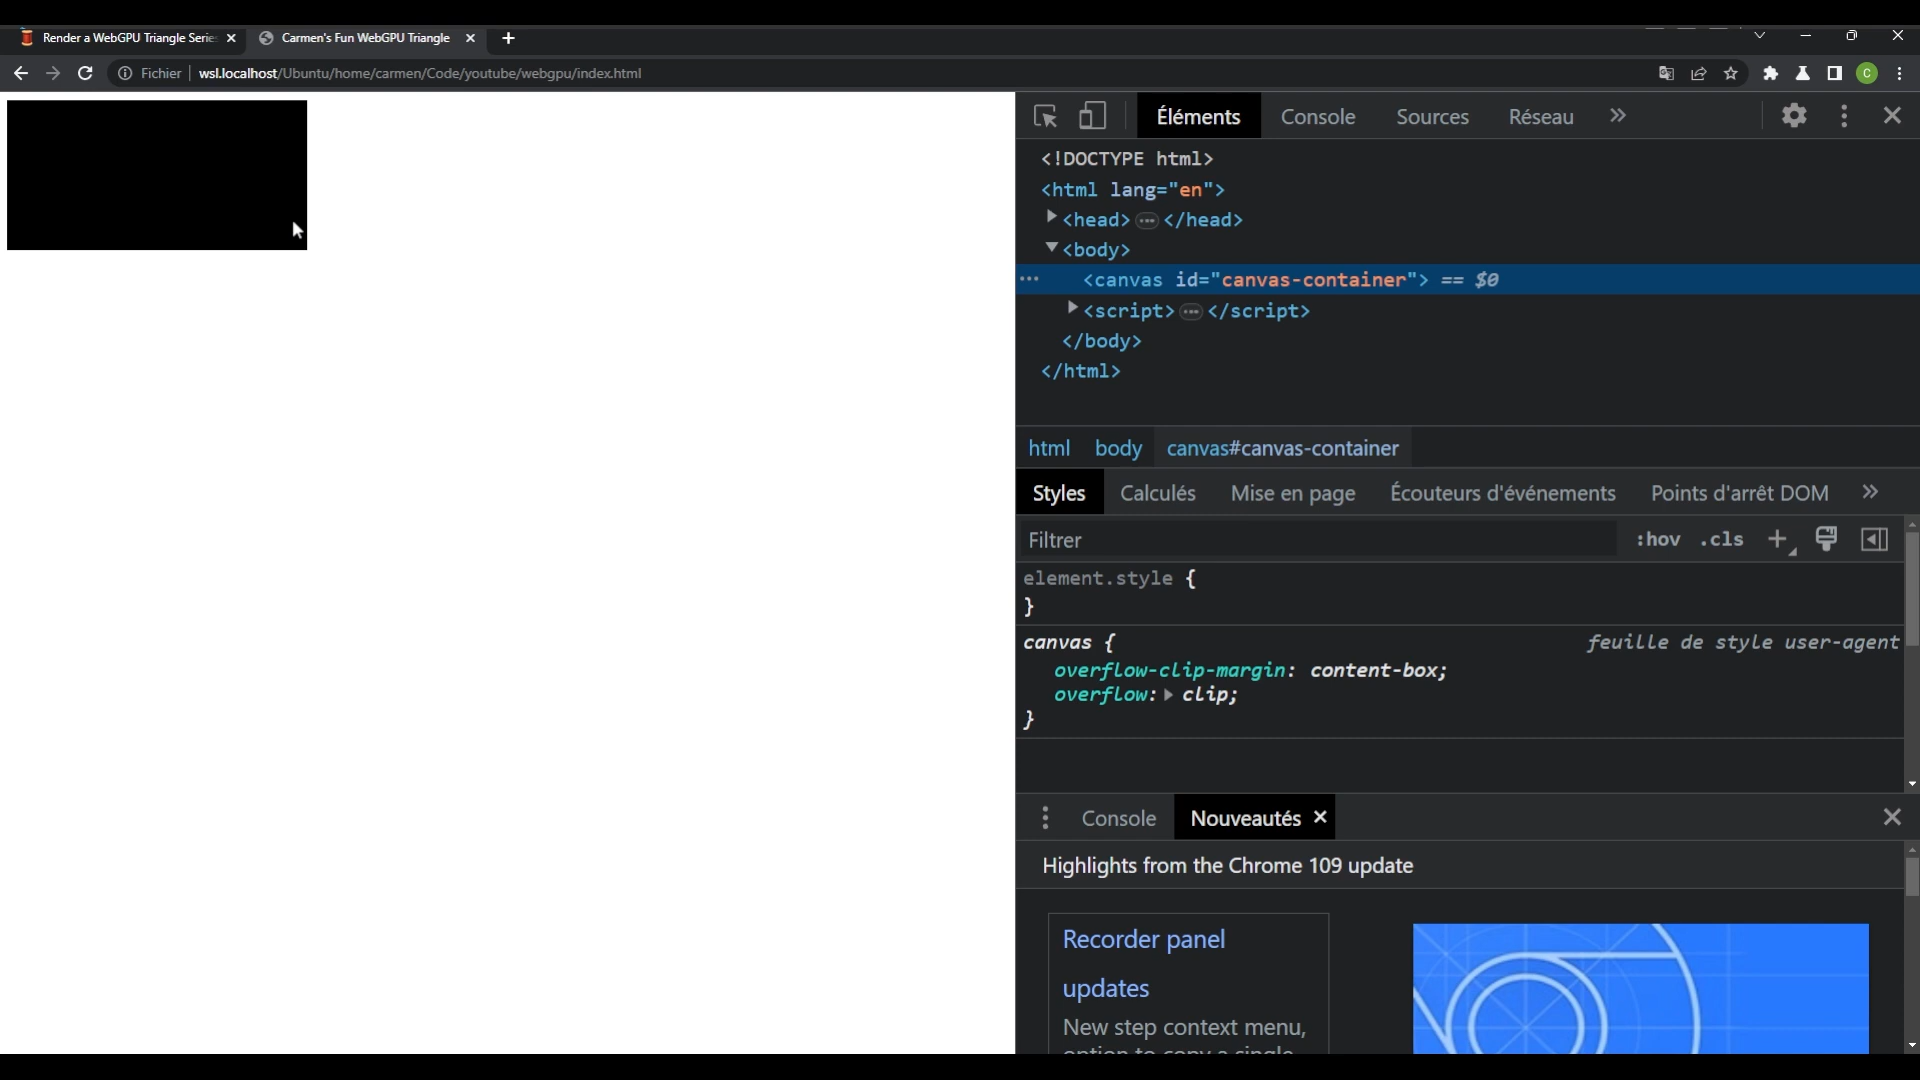 Render a WebGPU Triangle Serie
Carmen's Fun WebGPU Triangle
Fichier wsl.localhost/Ubuntu/home/carmen/Code/youtube/webgpu/index.html
C
Éléments Console Sources Réseau
<!DOCTYPE html>
<html lang="en">
<head> ⋯ </head>
<body>
<canvas id="canvas-container"> == $0
<script> ⋯ </script>
</body>
</html>
html body canvas#canvas-container
Styles Calculés Mise en page Écouteurs d'événements Points d'arrêt DOM
Filtrer :hov .cls
element.style {
}
canvas { feuille de style user-agent
overflow-clip-margin: content-box;
overflow: clip;
}
Console Nouveautés
Highlights from the Chrome 109 update
Recorder panel
updates
New step context menu,
option to copy a single